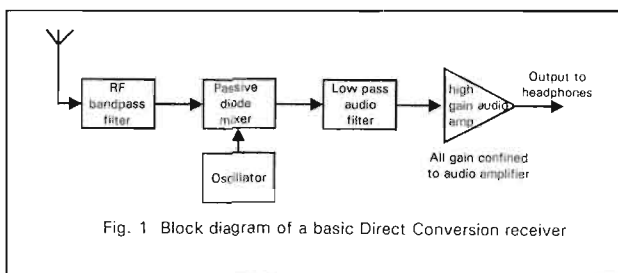 RF
bandpass
filter
Passive
diode
mixer
Oscillator
Low pass
audio
filter
high
gain audio
amp
Output to
headphones
All gain confined
to audio amplifier
Fig. 1 Block diagram of a basic Direct Conversion receiver